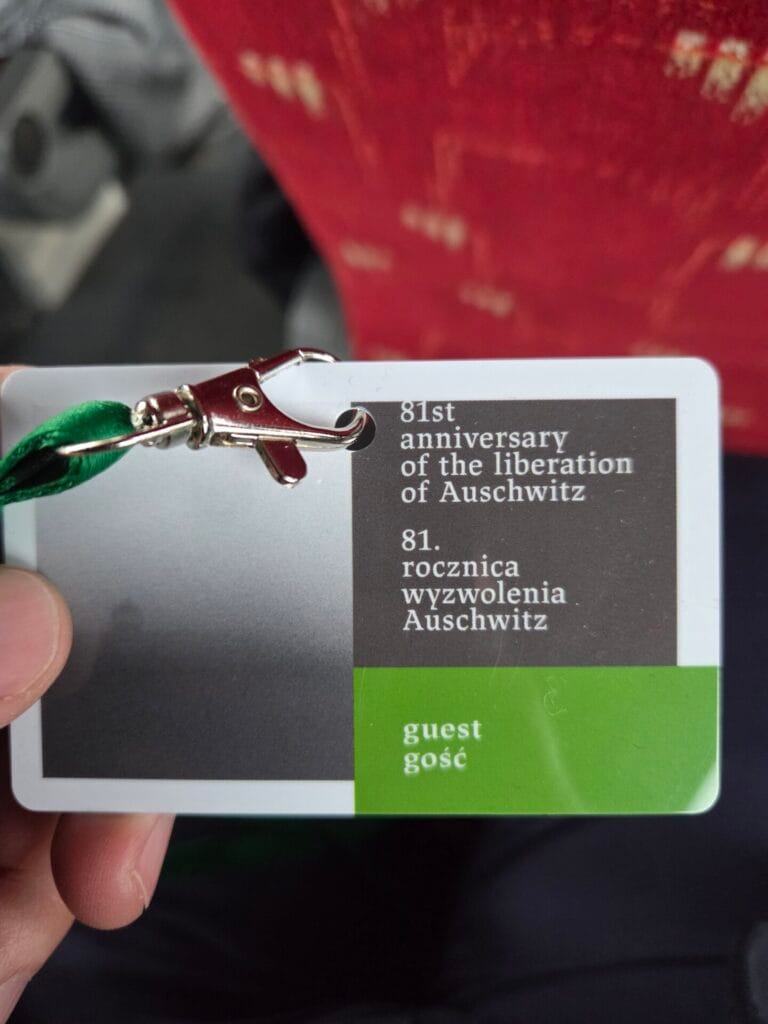 81st
anniversary
of the liberation
of Auschwitz
81.
rocznica
wyzwolenia
Auschwitz
guest
gość